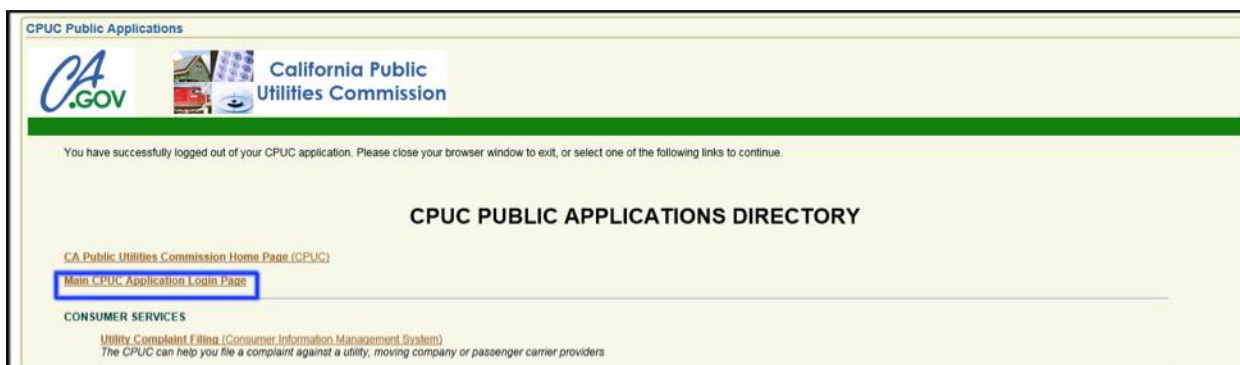 CPUC Public Applications
CA
.GOV
California Public
Utilities Commission
You have successfully logged out of your CPUC application. Please close your browser window to exit, or select one of the following links to continue.
CPUC PUBLIC APPLICATIONS DIRECTORY
CA Public Utilities Commission Home Page (CPUC)
Main CPUC Application Login Page
CONSUMER SERVICES
Utility Complaint Filing (Consumer Information Management System)
The CPUC can help you file a complaint against a utility, moving company or passenger carrier providers